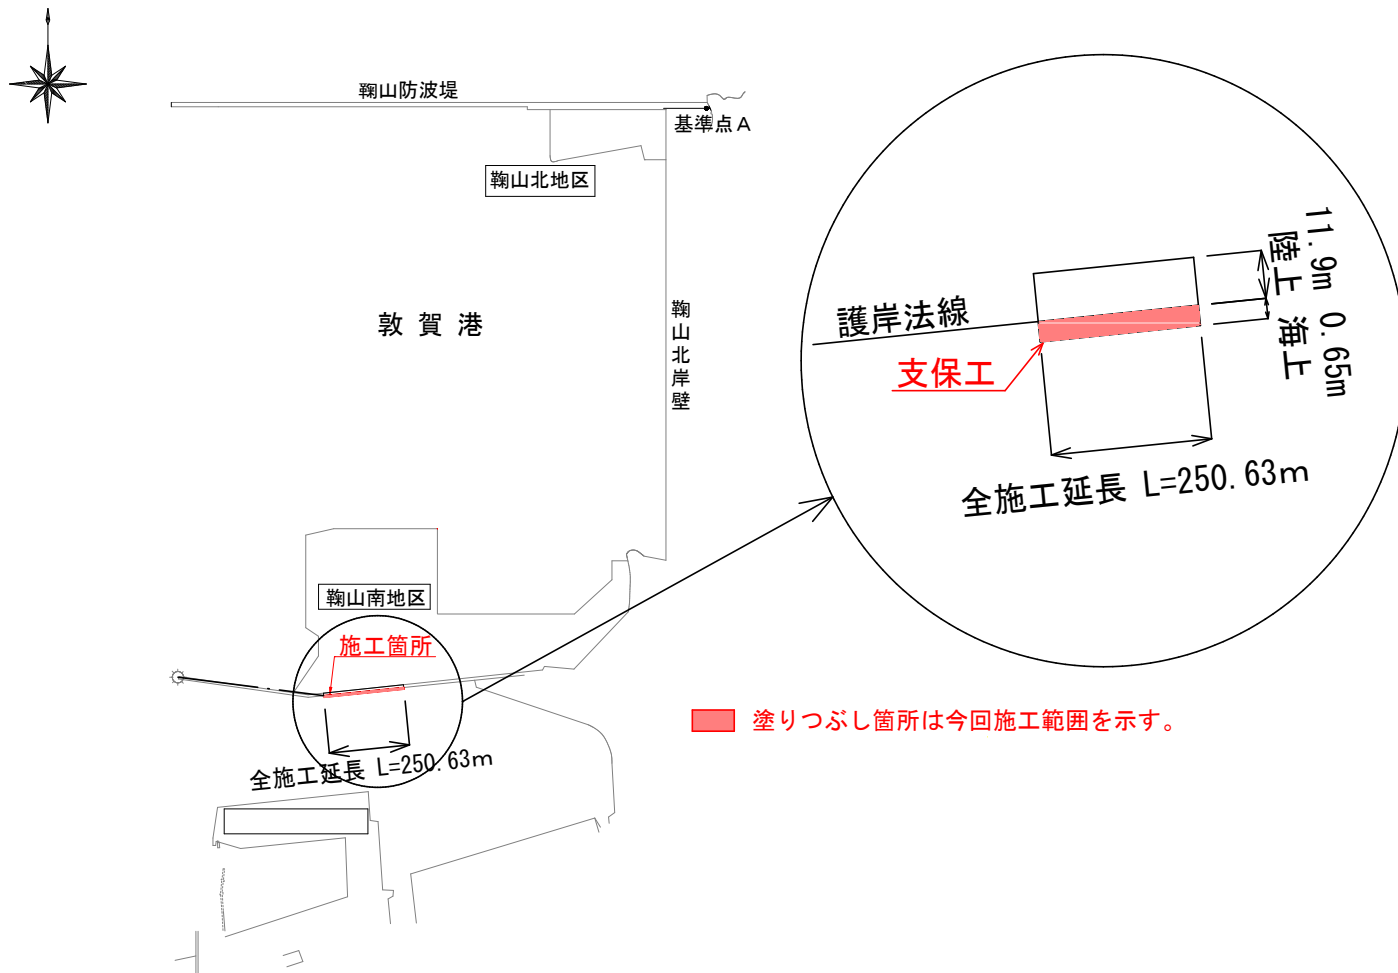 鞠山防波堤
基準点A
鞠山北地区
敦賀港
鞠山北岸壁
11.9m 0.65m
陸上 海上
護岸法線
支保工
全施工延長 L=250.63m
鞠山南地区
施工箇所
全施工延長 L=250.63m
塗りつぶし箇所は今回施工範囲を示す。